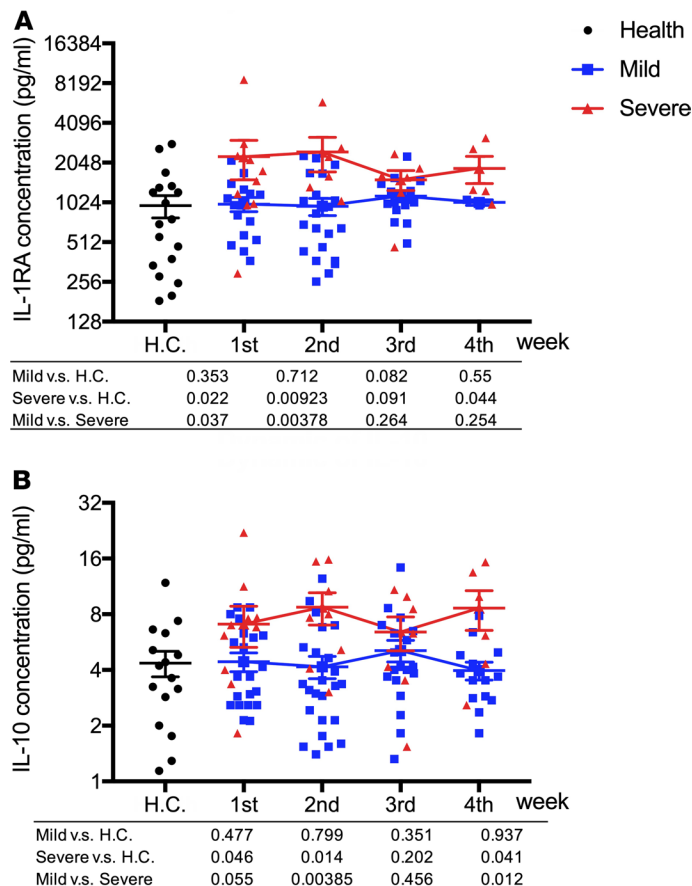 A
IL-1RA concentration (pg/ml)
16384
8192
4096
2048
1024
512
256
128
H.C. 1st 2nd 3rd 4th week
Health
Mild
Severe
Mild v.s. H.C. 0.353 0.712 0.082 0.55
Severe v.s. H.C. 0.022 0.00923 0.091 0.044
Mild v.s. Severe 0.037 0.00378 0.264 0.254
B
IL-10 concentration (pg/ml)
32
16
8
4
2
1
H.C. 1st 2nd 3rd 4th week
Mild v.s. H.C. 0.477 0.799 0.351 0.937
Severe v.s. H.C. 0.046 0.014 0.202 0.041
Mild v.s. Severe 0.055 0.00385 0.456 0.012